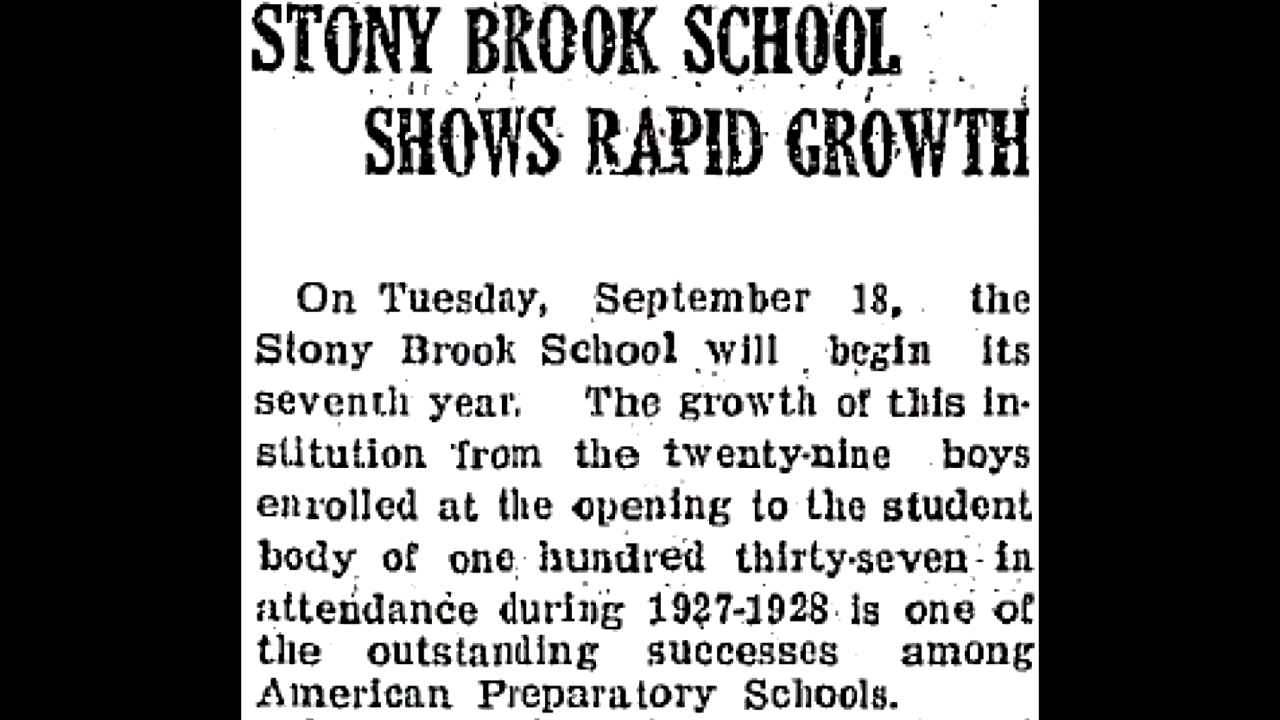 STONY BROOK SCHOOL
SHOWS RAPID GROWTH
On Tuesday, September 18, the
Stony Brook School will begin its
seventh year. The growth of this in-
stitution from the twenty-nine boys
enrolled at the opening to the student
body of one hundred thirty-seven in
attendance during 1927-1928 is one of
the outstanding successes among
American Preparatory Schools.